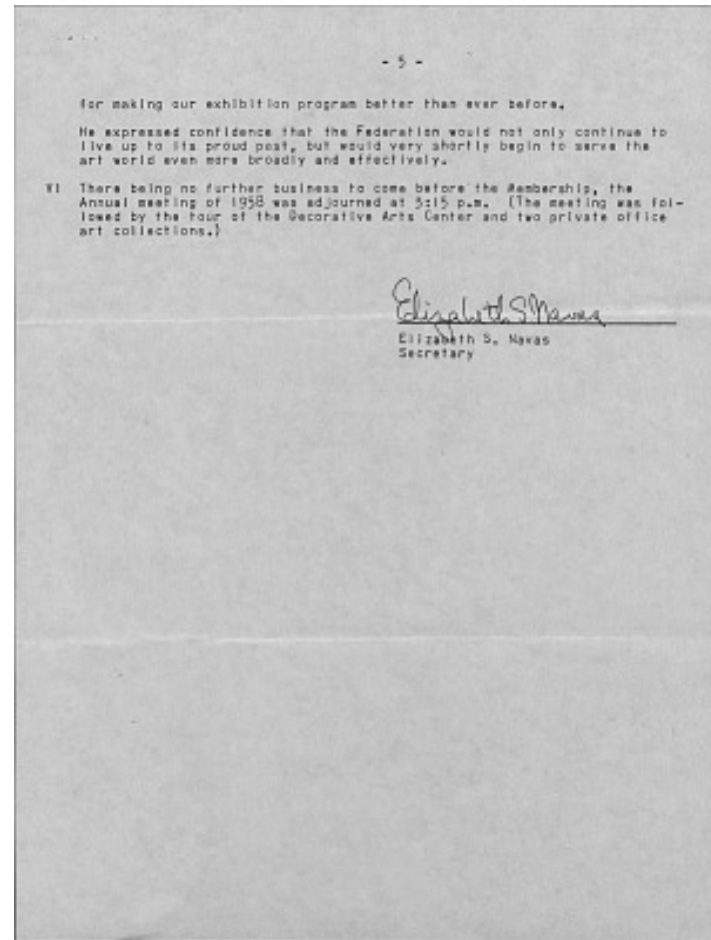 - 5 -
for making our exhibition program better than ever before.
He expressed confidence that the Federation would not only continue to
live up to its proud past, but would very shortly begin to serve the
art world even more broadly and effectively.
VI There being no further business to come before the Membership, the
Annual meeting of 1958 was adjourned at 3:15 p.m. (The meeting was fol-
lowed by the tour of the Decorative Arts Center and two private office
art collections.)
Elizabeth S Navas
Elizabeth S. Navas
Secretary